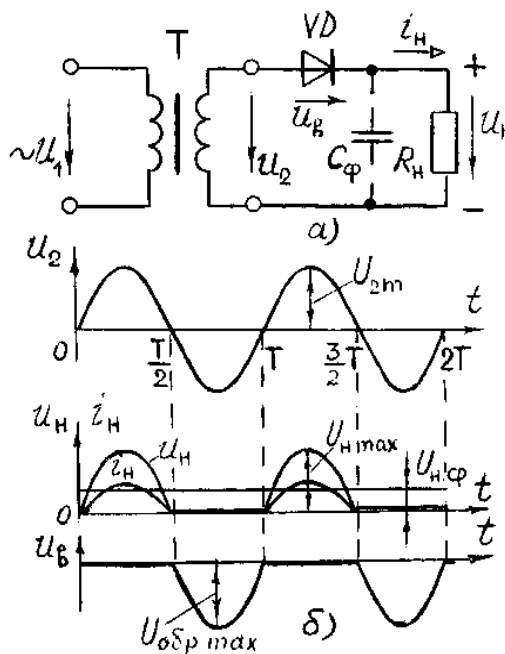 T VD iн +
~U₁ U₂ uв Cф Rн Uн
а) −
U₂ U₂m t
0 T/2 T 3/2 T 2T
Uн iн Uн iн Uн max Uн.ср t
0 t
Uв Uобр max
б)